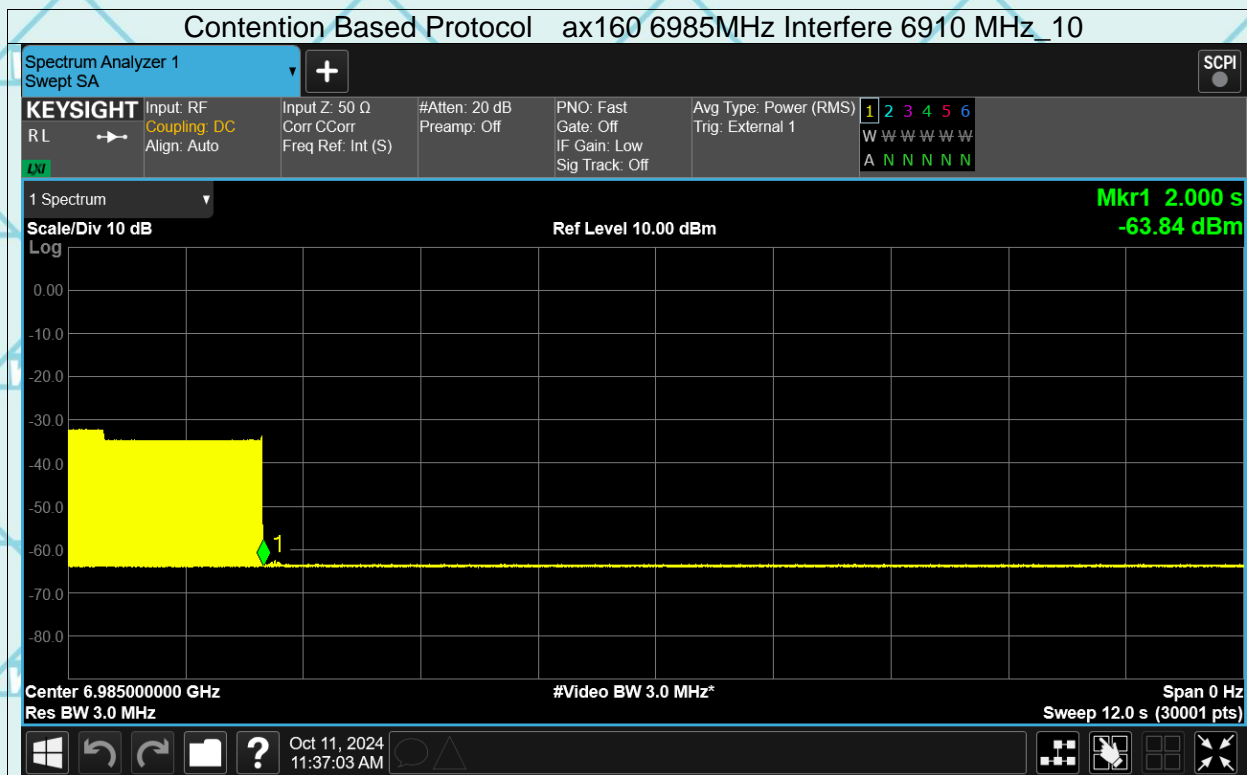 Contention Based Protocol ax160 6985MHz Interfere 6910 MHz_10
Spectrum Analyzer 1
Swept SA
SCPI
KEYSIGHT
RL
LXI
Input: RF
Coupling: DC
Align: Auto
Input Z: 50 Ω
Corr CCorr
Freq Ref: Int (S)
#Atten: 20 dB
Preamp: Off
PNO: Fast
Gate: Off
IF Gain: Low
Sig Track: Off
Avg Type: Power (RMS)
Trig: External 1
1 2 3 4 5 6
W W W W W W
A N N N N N
1 Spectrum
Mkr1 2.000 s
-63.84 dBm
Scale/Div 10 dB
Ref Level 10.00 dBm
Log
0.00
-10.0
-20.0
-30.0
-40.0
-50.0
-60.0
-70.0
-80.0
1
Center 6.985000000 GHz
#Video BW 3.0 MHz*
Span 0 Hz
Res BW 3.0 MHz
Sweep 12.0 s (30001 pts)
?
Oct 11, 2024
11:37:03 AM